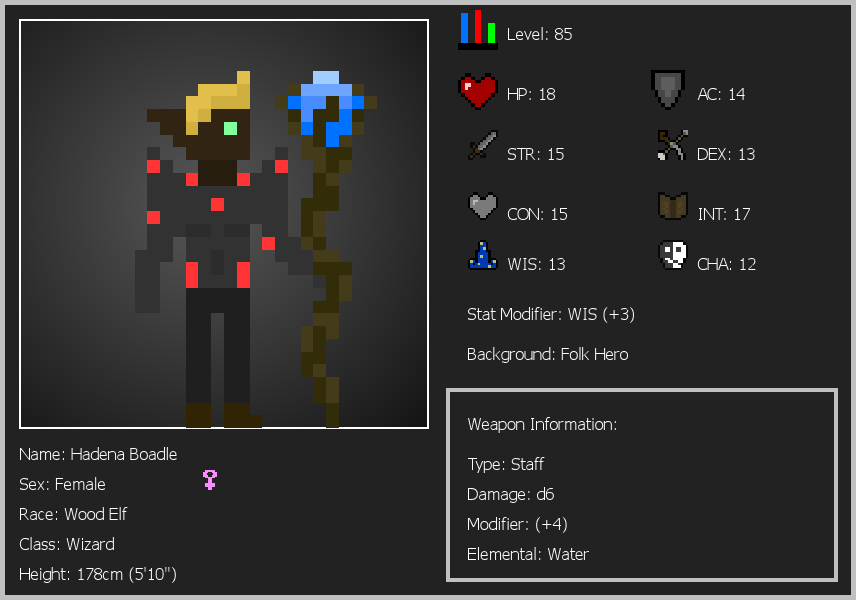 Level: 85
HP: 18
AC: 14
STR: 15
DEX: 13
CON: 15
INT: 17
WIS: 13
CHA: 12
Stat Modifier: WIS (+3)
Background: Folk Hero
Weapon Information:
Type: Staff
Damage: d6
Modifier: (+4)
Elemental: Water
Name: Hadena Boadle
Sex: Female
Race: Wood Elf
Class: Wizard
Height: 178cm (5'10")